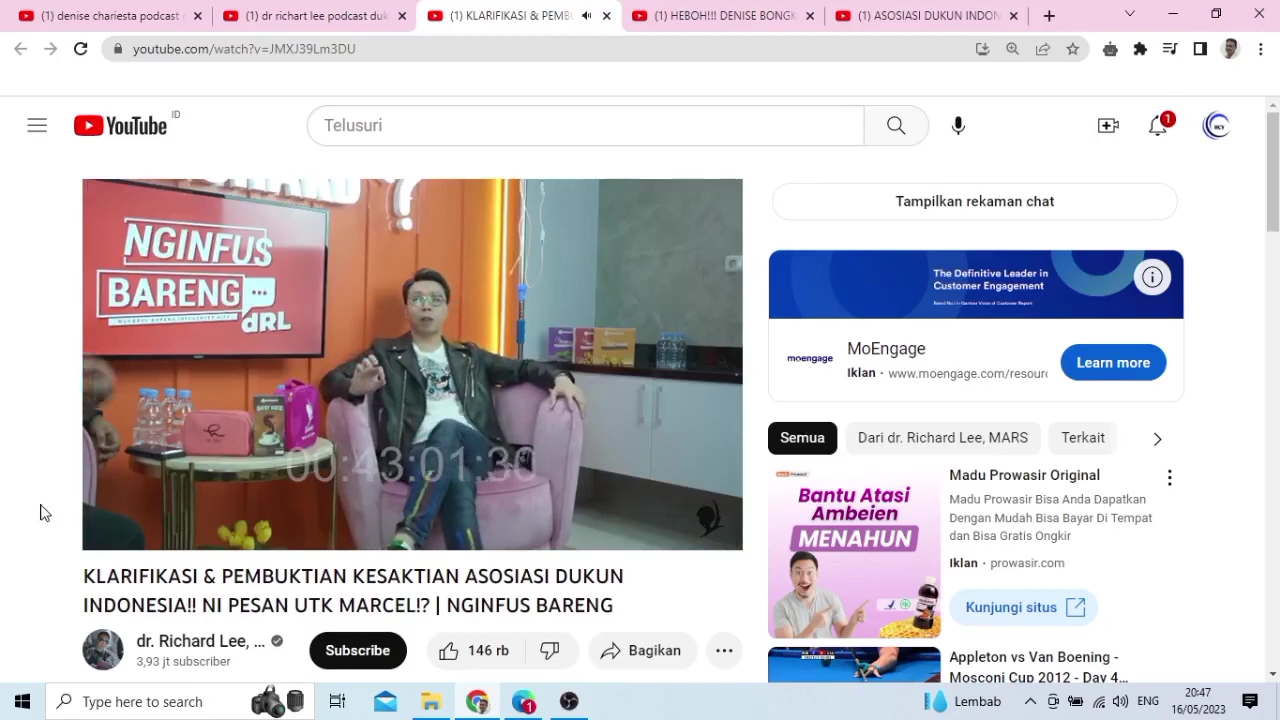 (1) denise mesta podcast
(1) dr richart lee podcast duk
(1) KLARIFIKASI & PEMBU
(1) HEBOH!!! DENISE BONGK
(1) ASOSIASI DUKUN INDON
youtube.com/watch?v=JMXJ39Lm3DU
YouTube ID
Telusuri
1
NGINFUS
BARENG
dRL
00:43:01:30
Tampilkan rekaman chat
The Definitive Leader in
Customer Engagement
moengage
MoEngage
Iklan · www.moengage.com/resourc
Learn more
Semua
Dari dr. Richard Lee, MARS
Terkait
Bantu Atasi
Ambeien
MENAHUN
Madu Prowasir Original
Madu Prowasir Bisa Anda Dapatkan
Dengan Mudah Bisa Bayar Di Tempat
dan Bisa Gratis Ongkir
Iklan · prowasir.com
Kunjungi situs
KLARIFIKASI & PEMBUKTIAN KESAKTIAN ASOSIASI DUKUN
INDONESIA!! NI PESAN UTK MARCEL!? | NGINFUS BARENG
dr. Richard Lee, ...
3,93 jt subscriber
Subscribe
146 rb
Bagikan
Appleton vs Van Boening -
Mosconi Cup 2012 - Day 4...
Type here to search
1
Lembab
ENG
20:47
16/05/2023